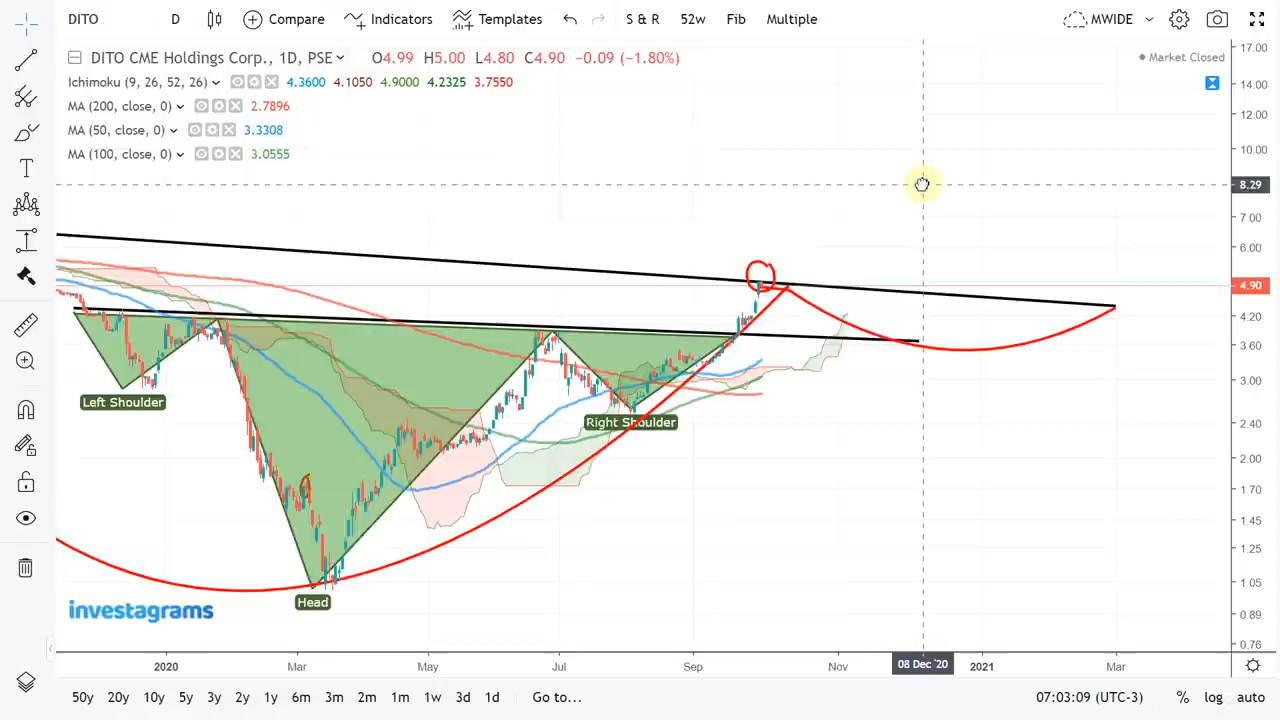 DITO D Compare Indicators Templates S & R 52w Fib Multiple MWIDE
DITO CME Holdings Corp., 1D, PSE O4.99 H5.00 L4.80 C4.90 −0.09 (−1.80%)
Market Closed
Ichimoku (9, 26, 52, 26) 4.3600 4.1050 4.9000 4.2325 3.7550
MA (200, close, 0) 2.7896
MA (50, close, 0) 3.3308
MA (100, close, 0) 3.0555
17.00
14.00
12.00
10.00
8.29
7.00
6.00
4.90
4.20
3.60
3.00
2.40
2.00
1.70
1.45
1.25
1.05
0.89
0.76
Left Shoulder
Right Shoulder
Head
investagrams
2020 Mar May Jul Sep Nov 08 Dec '20 2021 Mar
50y 20y 10y 5y 3y 2y 1y 6m 3m 2m 1m 1w 3d 1d Go to... 07:03:09 (UTC-3) % log auto